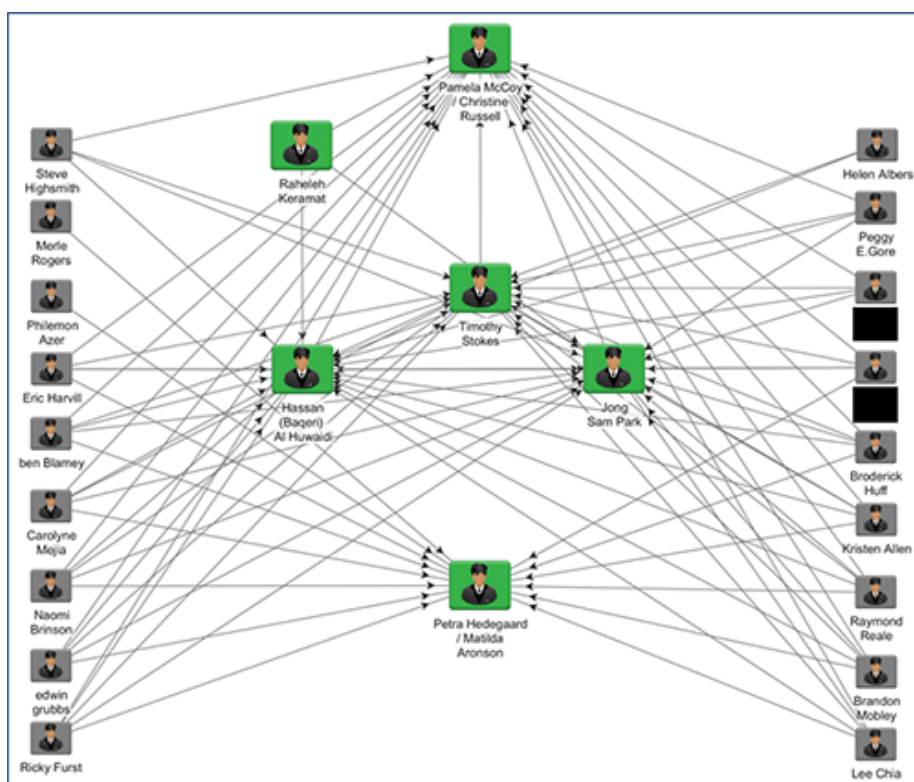 Pamela McCoy
/ Christine
Russell
Steve
Highsmith
Raheleh
Keramat
Helen Albers
Merle
Rogers
Peggy
E.Gore
Philemon
Azer
Timothy
Stokes
Eric Harvill
Hassan
(Baqeri)
Al Huwaidi
Jong
Sam Park
ben Blamey
Broderick
Huff
Carolyne
Mejia
Kristen Allen
Naomi
Brinson
Petra Hedegaard
/ Matilda
Aronson
Raymond
Reale
edwin
grubbs
Brandon
Mobley
Ricky Furst
Lee Chia